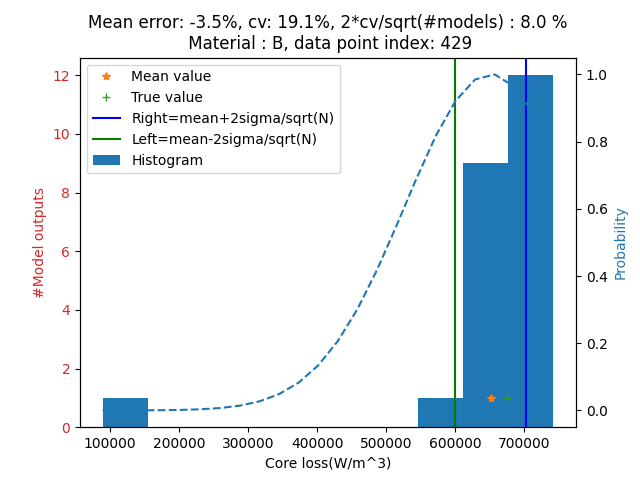 Mean error: -3.5%, cv: 19.1%, 2*cv/sqrt(#models) : 8.0 %
Material : B, data point index: 429
Mean value
True value
Right=mean+2sigma/sqrt(N)
Left=mean-2sigma/sqrt(N)
Histogram
12
10
8
6
4
2
0
#Model outputs
1.0
0.8
0.6
0.4
0.2
0.0
Probability
100000 200000 300000 400000 500000 600000 700000
Core loss(W/m^3)